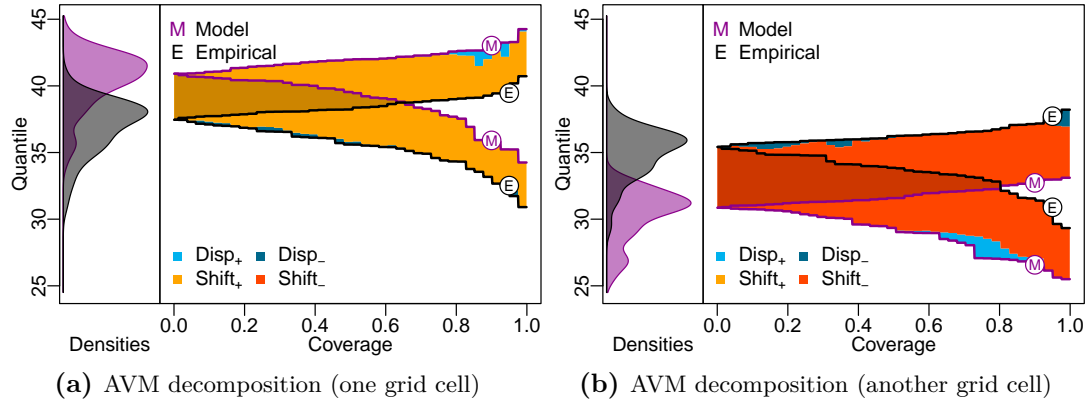 M Model
E Empirical
Quantile
45
40
35
30
25
M
E
M
E
Disp₊ Disp₋
Shift₊ Shift₋
0.0 0.2 0.4 0.6 0.8 1.0
Densities Coverage
(a) AVM decomposition (one grid cell)
M Model
E Empirical
Quantile
45
40
35
30
25
E
M
E
M
Disp₊ Disp₋
Shift₊ Shift₋
0.0 0.2 0.4 0.6 0.8 1.0
Densities Coverage
(b) AVM decomposition (another grid cell)